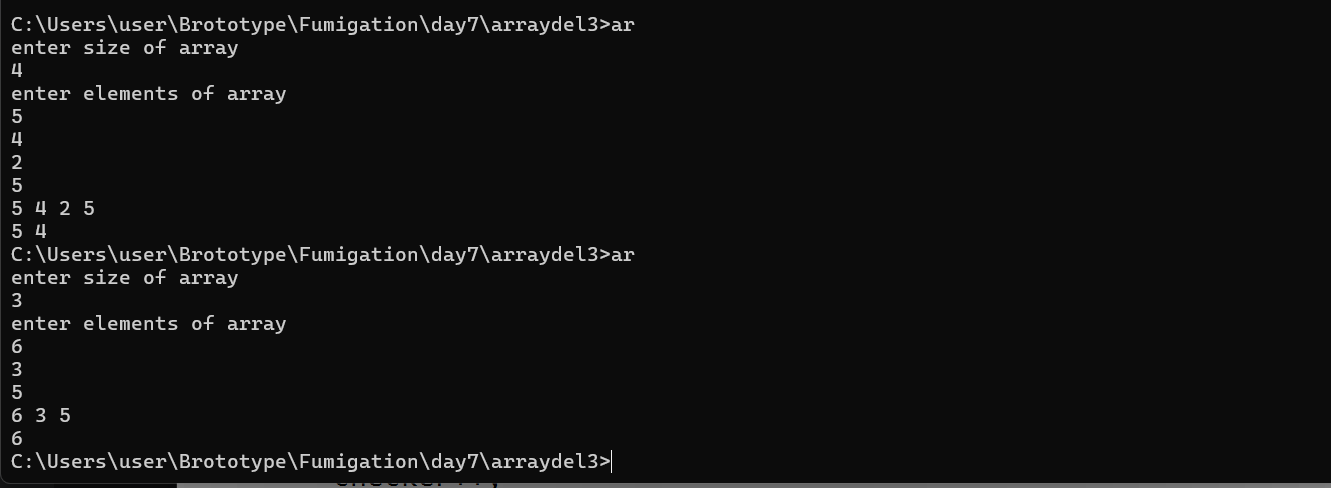 C:\Users\user\Brototype\Fumigation\day7\arraydel3>ar
enter size of array
4
enter elements of array
5
4
2
5
5 4 2 5
5 4
C:\Users\user\Brototype\Fumigation\day7\arraydel3>ar
enter size of array
3
enter elements of array
6
3
5
6 3 5
6
C:\Users\user\Brototype\Fumigation\day7\arraydel3>